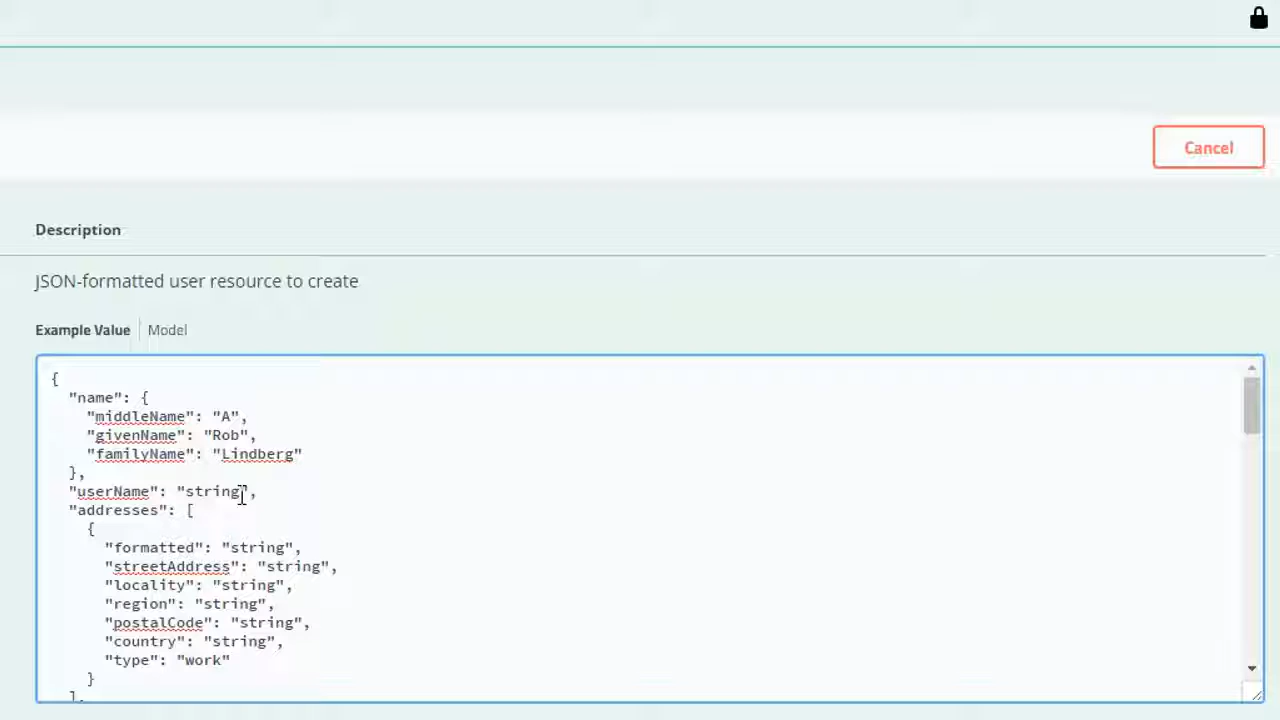 Cancel
Description
JSON-formatted user resource to create
Example Value
Model
{
  "name": {
    "middleName": "A",
    "givenName": "Rob",
    "familyName": "Lindberg"
  },
  "userName": "string",
  "addresses": [
    {
      "formatted": "string",
      "streetAddress": "string",
      "locality": "string",
      "region": "string",
      "postalCode": "string",
      "country": "string",
      "type": "work"
    }
  ],